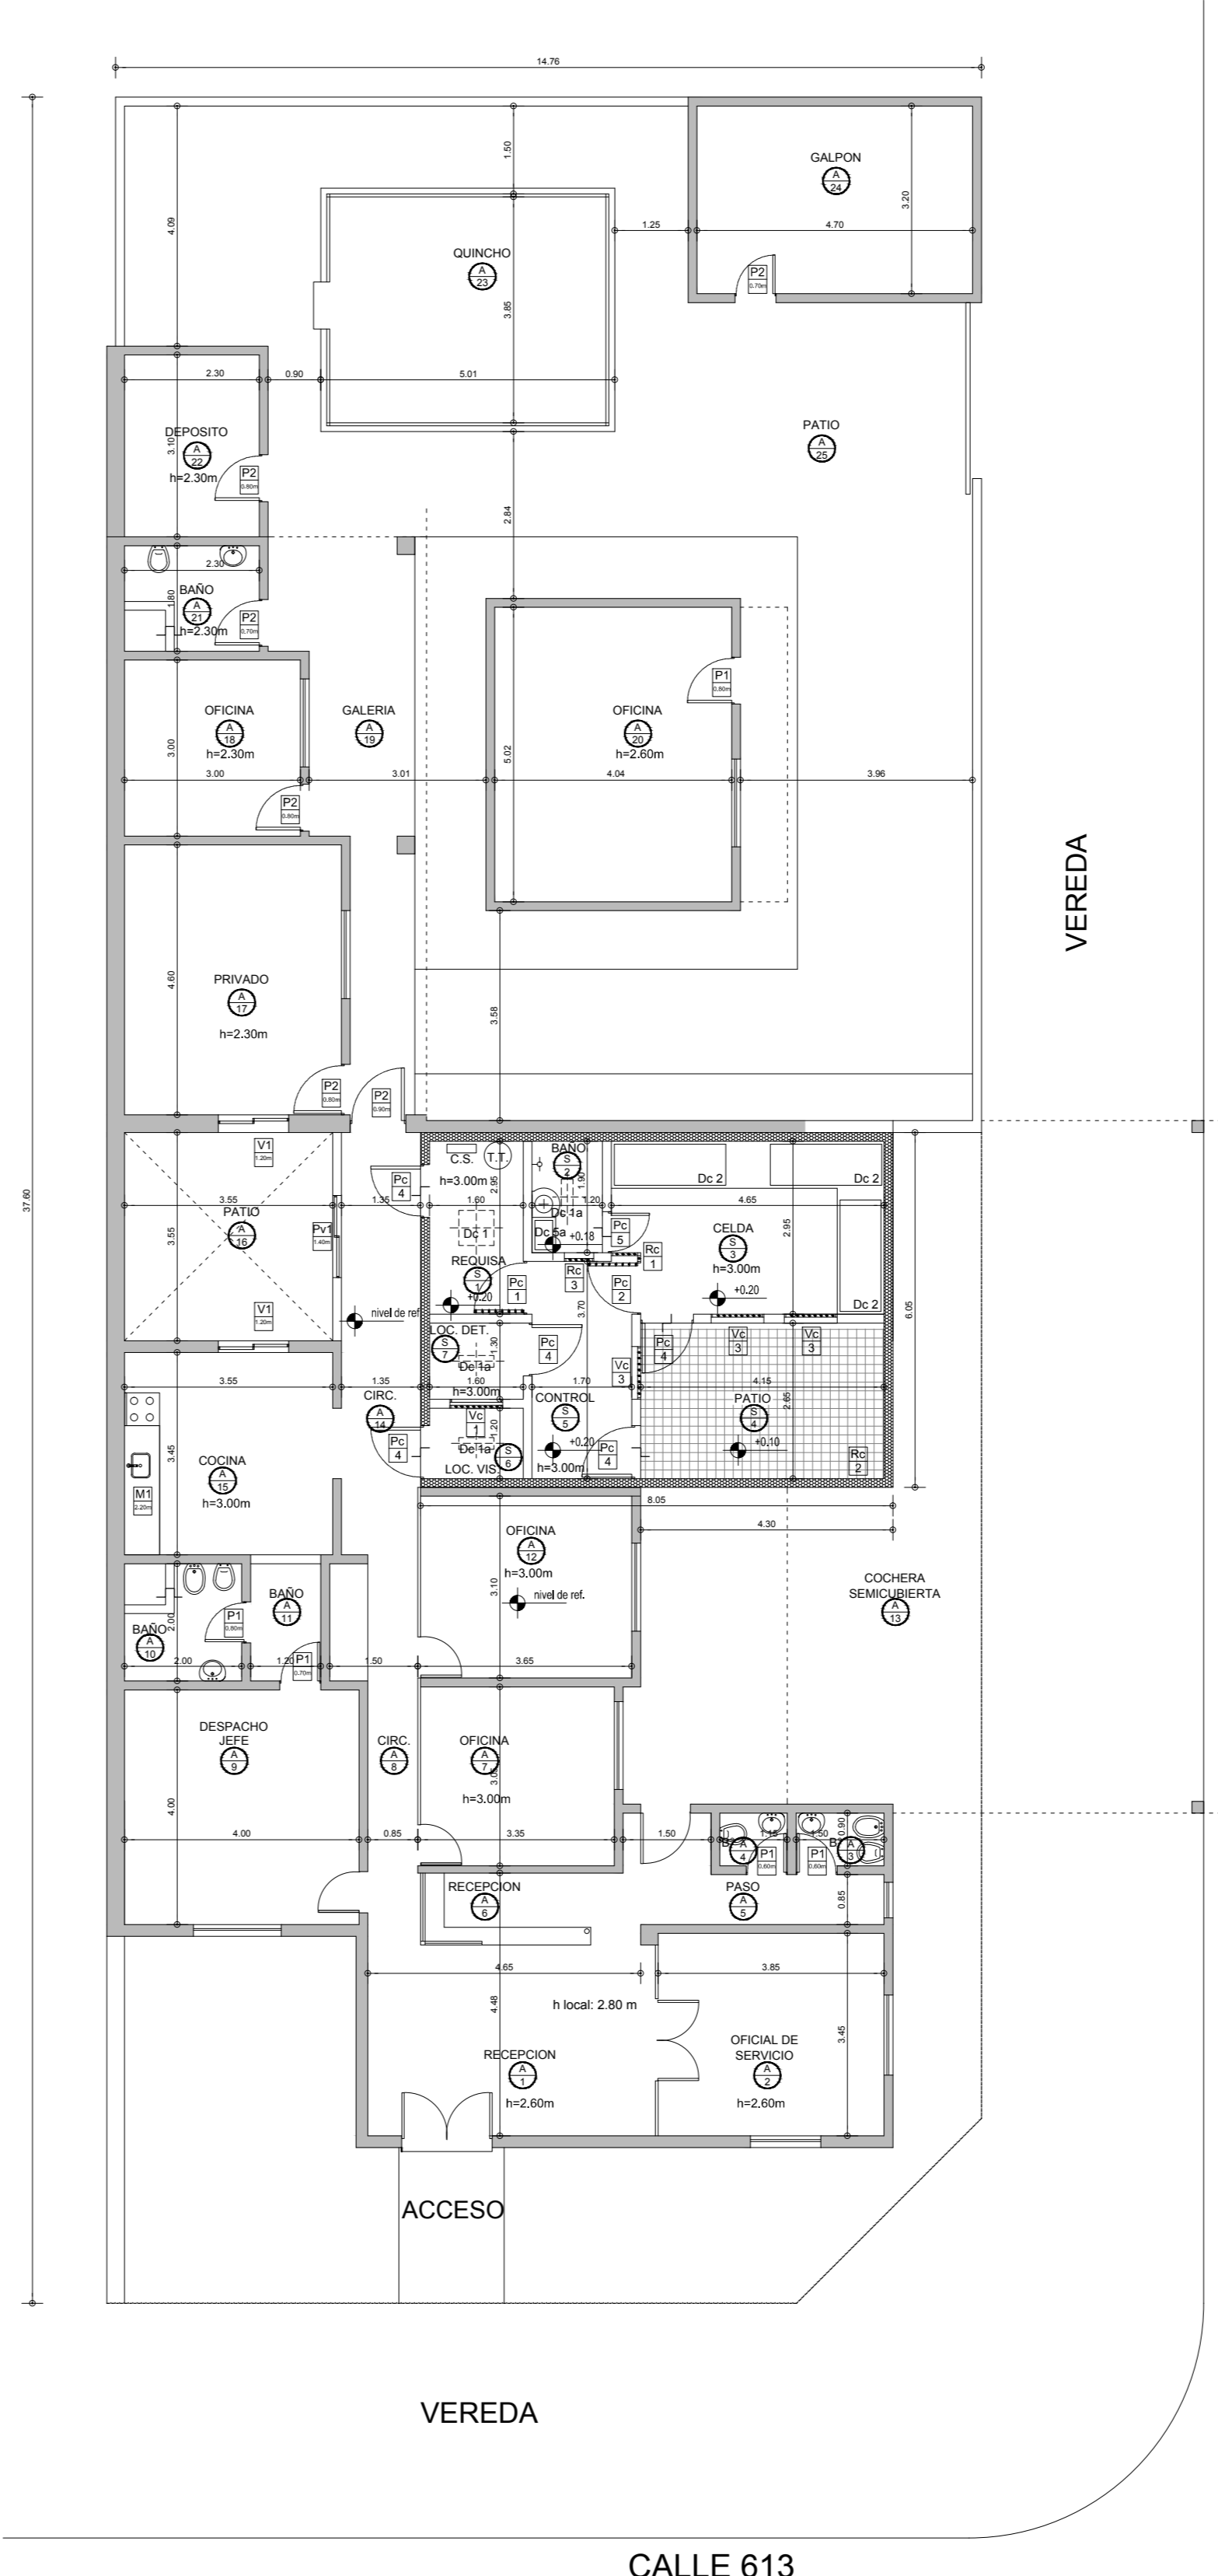 14.76
37.60
1.50
GALPON
A
24
3.20
1.25
4.70
4.09
QUINCHO
A
23
P2
0.70m
3.85
2.30
0.90
5.01
DEPOSITO
A
22
3.10
h=2.30m
P2
0.80m
PATIO
A
25
2.84
2.30
BAÑO
A
21
1.80
h=2.30m
P2
0.70m
OFICINA
A
18
h=2.30m
3.00
3.00
GALERIA
A
19
3.01
P2
0.80m
OFICINA
A
20
h=2.60m
5.02
4.04
P1
0.80m
3.96
VEREDA
4.60
PRIVADO
A
17
h=2.30m
3.58
P2
0.80m
P2
0.90m
V1
1.20m
3.55
PATIO
A
16
3.55
Pv1
1.40m
V1
1.20m
1.35
Pc
4
C.S.
T.T.
h=3.00m
2.95
1.60
Dc 1
REQUISA
S
1
+0.20
BAÑO
S
2
1.90
1.20
Dc 1a
Dc 5a
+0.18
Pc
5
Rc
1
Rc
3
Pc
1
Pc
2
Dc 2
Dc 2
4.65
CELDA
S
3
h=3.00m
2.95
+0.20
Dc 2
6.05
nivel de ref.
3.70
LOC. DET.
S
7
1.30
Dc 1a
h=3.00m
Pc
4
Vc
3
Pc
4
Vc
3
Vc
3
3.55
1.35
1.60
1.70
4.15
CIRC.
A
14
Vc
1
1.20
Dc 1a
S
6
LOC. VIS
Pc
4
CONTROL
S
5
+0.20
h=3.00m
Pc
4
PATIO
S
4
2.65
+0.10
Rc
2
3.45
COCINA
A
15
h=3.00m
M1
2.20m
8.05
4.30
OFICINA
A
12
h=3.00m
3.10
nivel de ref.
COCHERA
SEMICUBIERTA
A
13
BAÑO
A
11
P1
0.80m
BAÑO
A
10
2.00
2.00
1.20
P1
0.70m
1.50
3.65
DESPACHO
JEFE
A
9
4.00
4.00
CIRC.
A
8
0.85
OFICINA
A
7
h=3.00m
3.35
1.50
A
4
1.15
P1
0.60m
1.50
0.90
A
3
P1
0.60m
RECEPCION
A
6
PASO
A
5
0.85
4.65
3.85
4.48
h local: 2.80 m
3.45
RECEPCION
A
1
h=2.60m
OFICIAL DE
SERVICIO
A
2
h=2.60m
ACCESO
VEREDA
CALLE 613